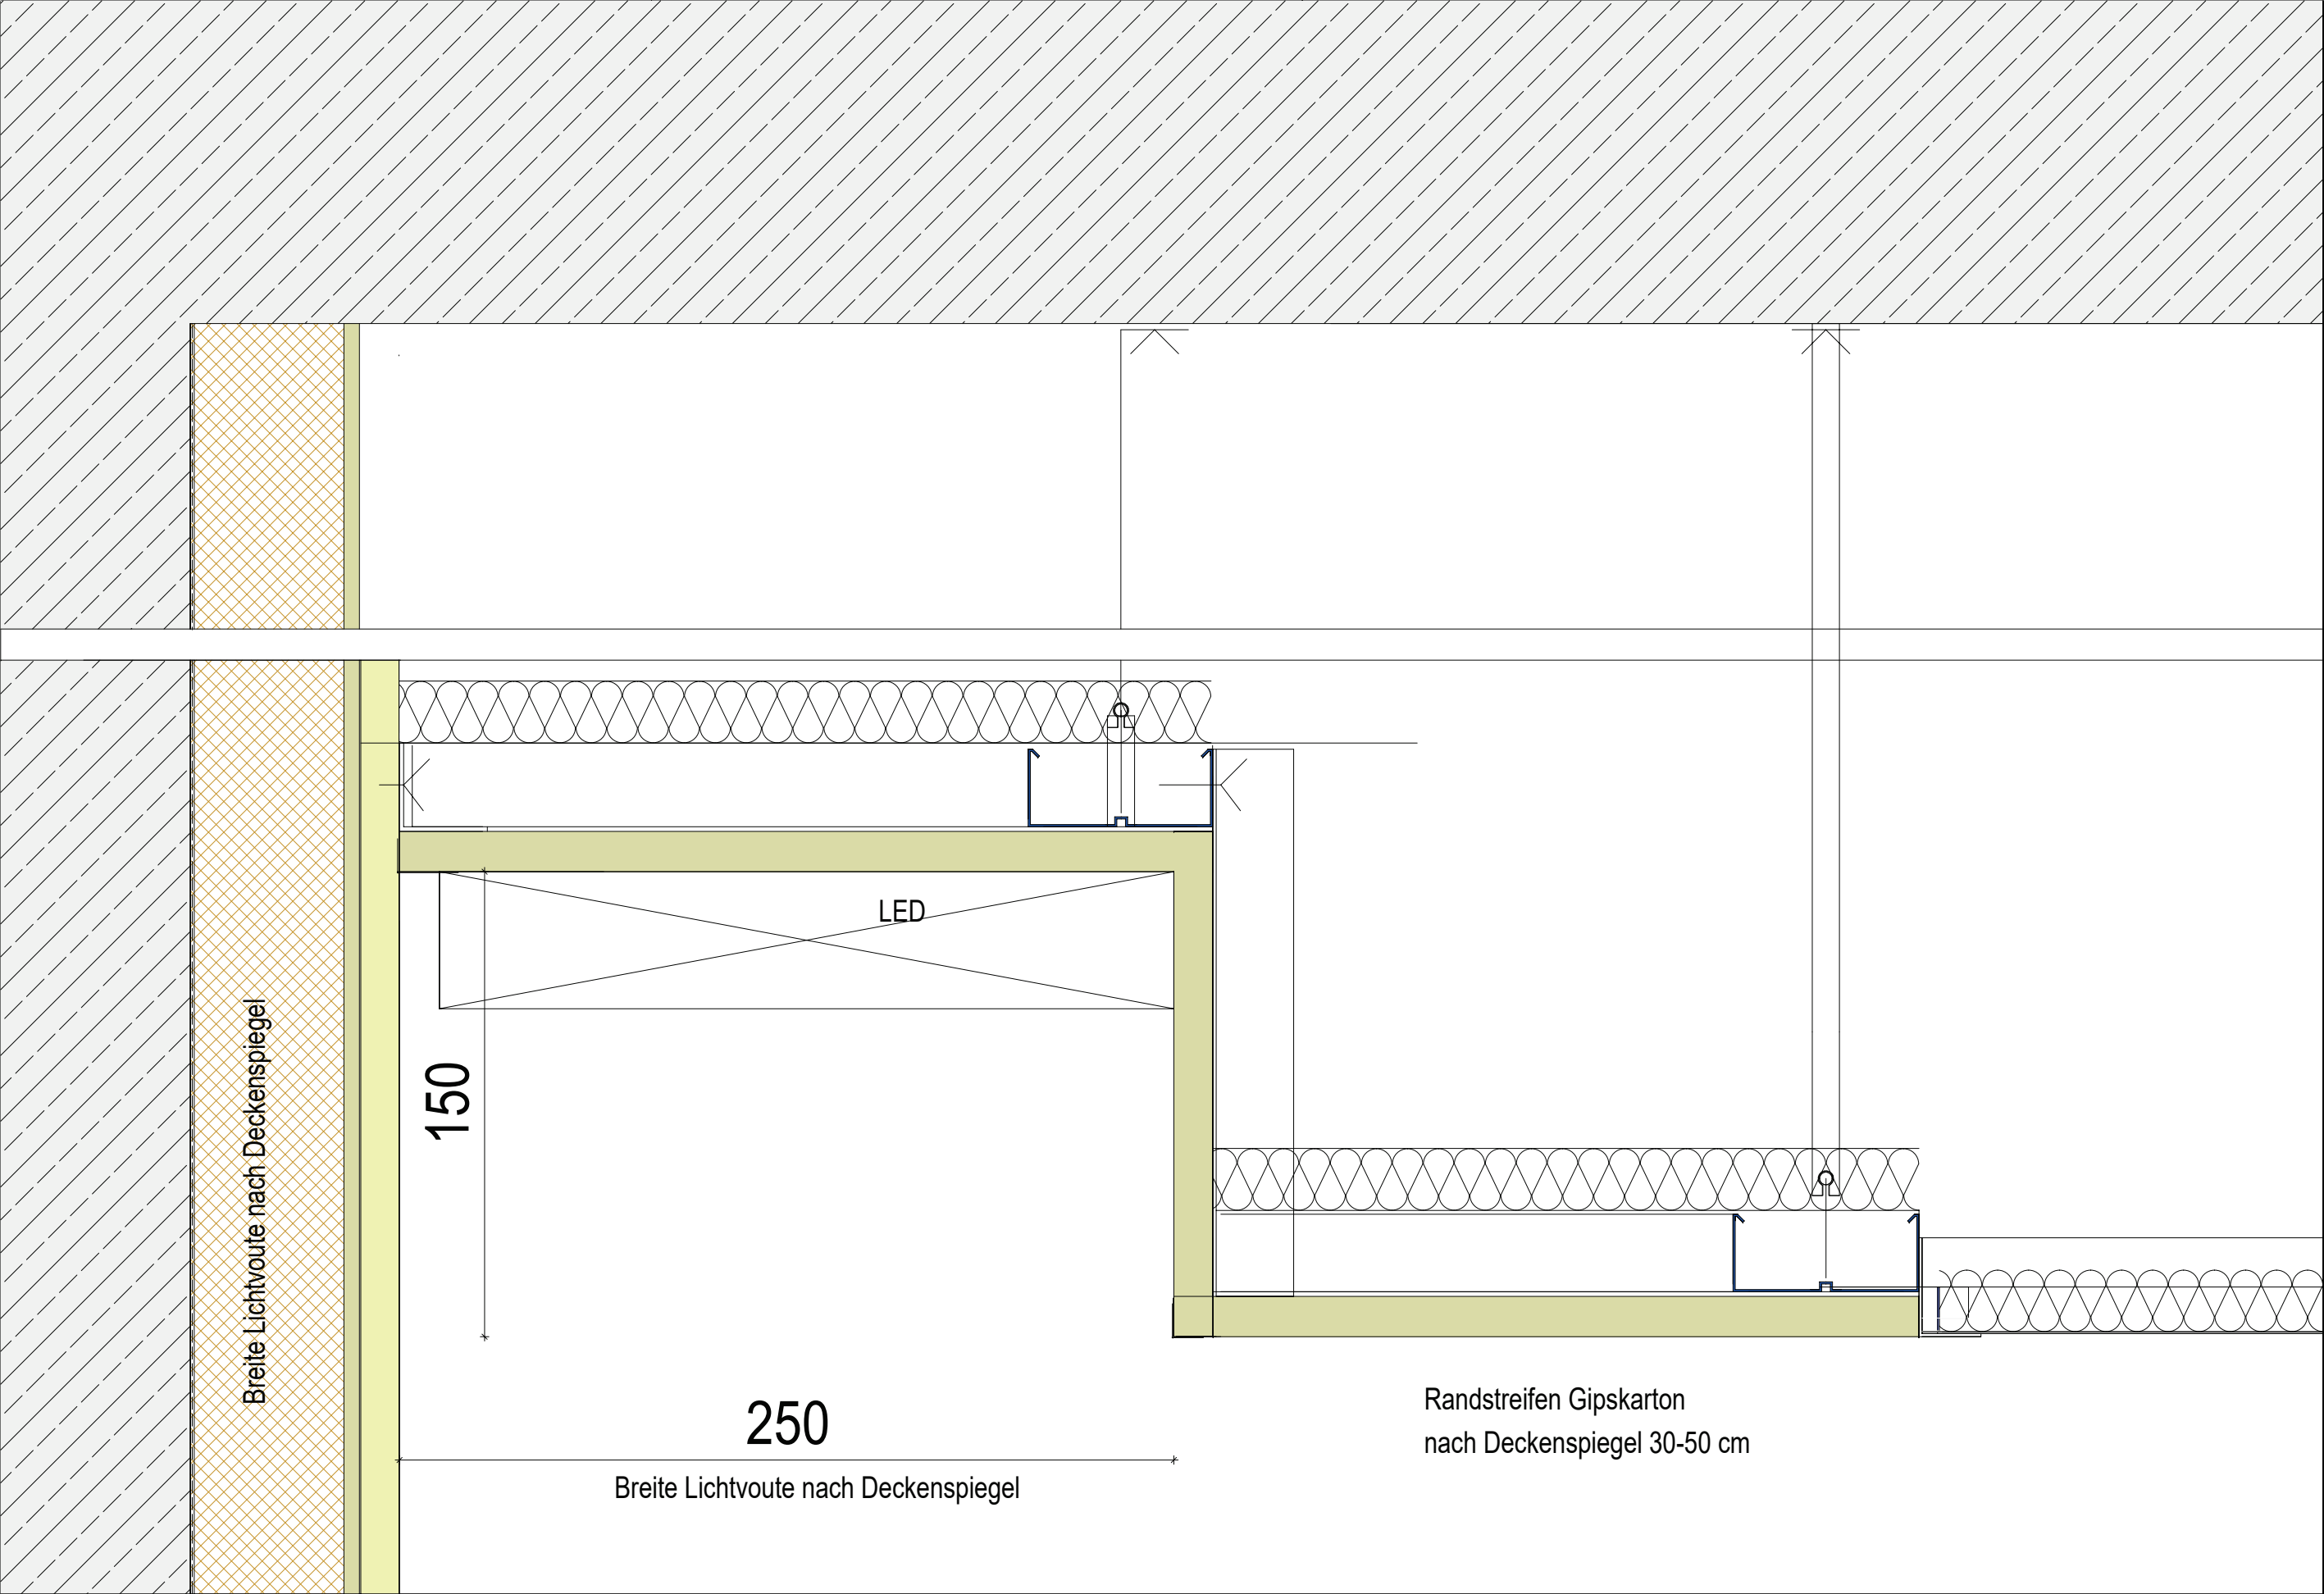 LED
150
Breite Lichtvoute nach Deckenspiegel
250
Breite Lichtvoute nach Deckenspiegel
Randstreifen Gipskarton
nach Deckenspiegel 30-50 cm